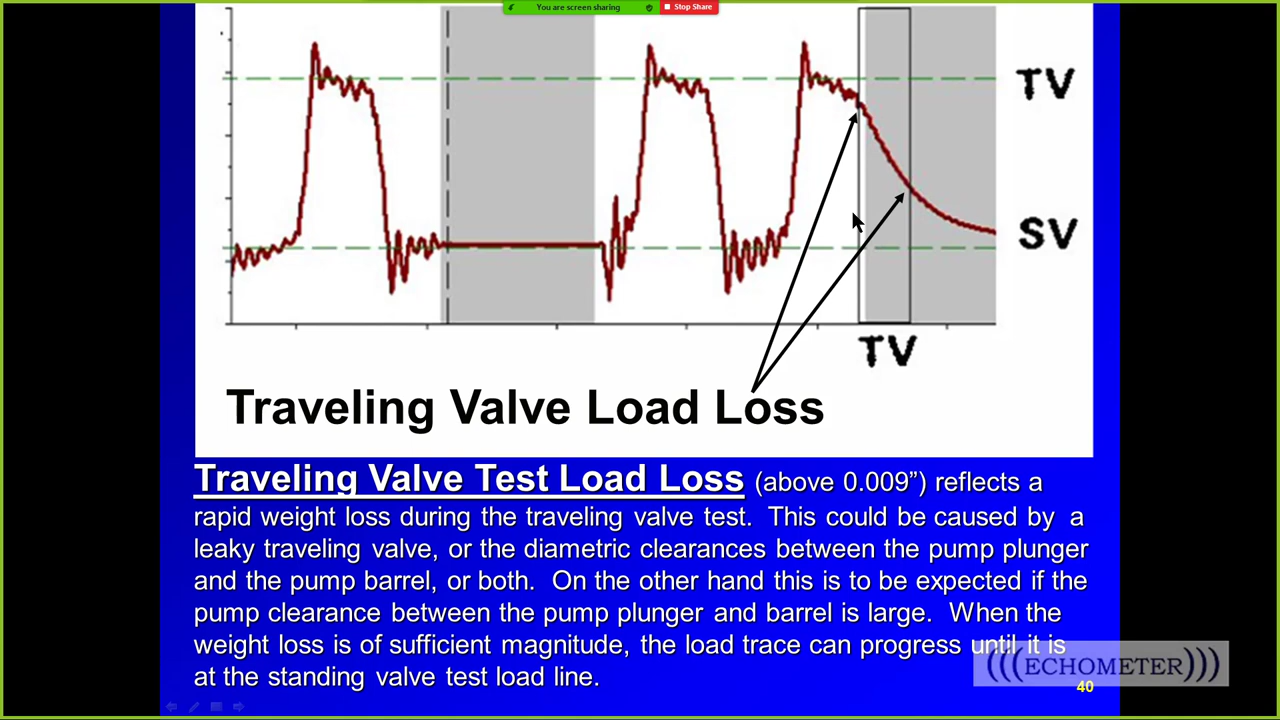 You are screen sharing
Stop Share
TV
SV
TV
Traveling Valve Load Loss
Traveling Valve Test Load Loss (above 0.009”) reflects a
rapid weight loss during the traveling valve test. This could be caused by a
leaky traveling valve, or the diametric clearances between the pump plunger
and the pump barrel, or both. On the other hand this is to be expected if the
pump clearance between the pump plunger and barrel is large. When the
weight loss is of sufficient magnitude, the load trace can progress until it is
at the standing valve test load line.
(((ECHOMETER)))
40